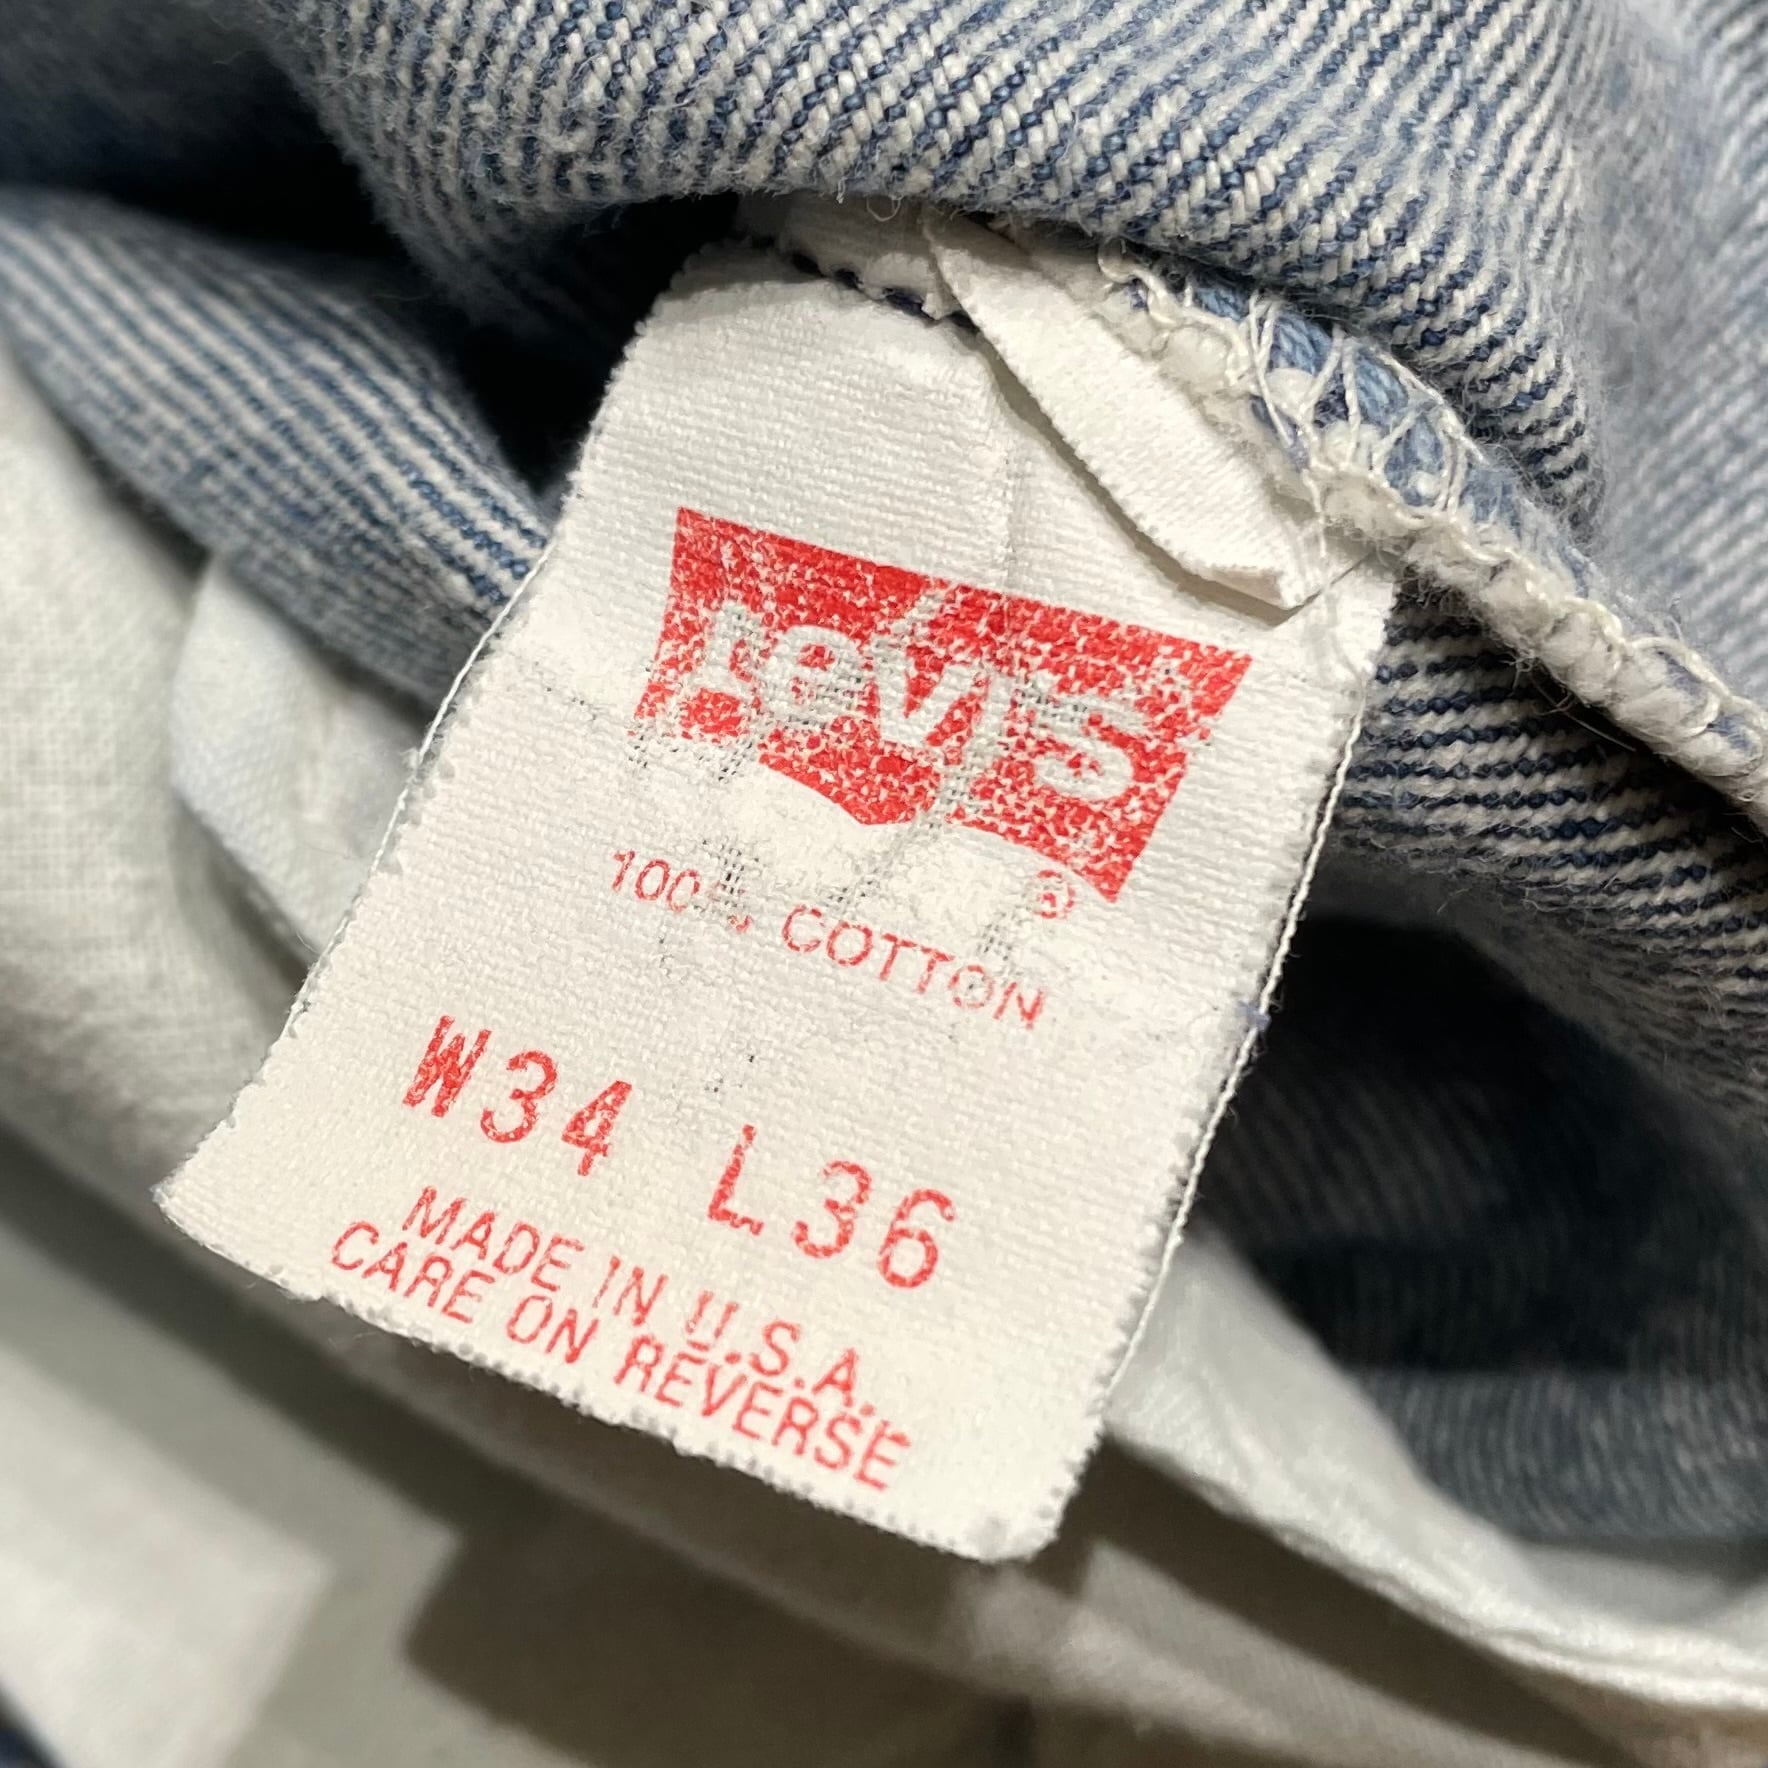 Levi's®
100% COTTON
W34 L36
MADE IN U.S.A.
CARE ON REVERSE